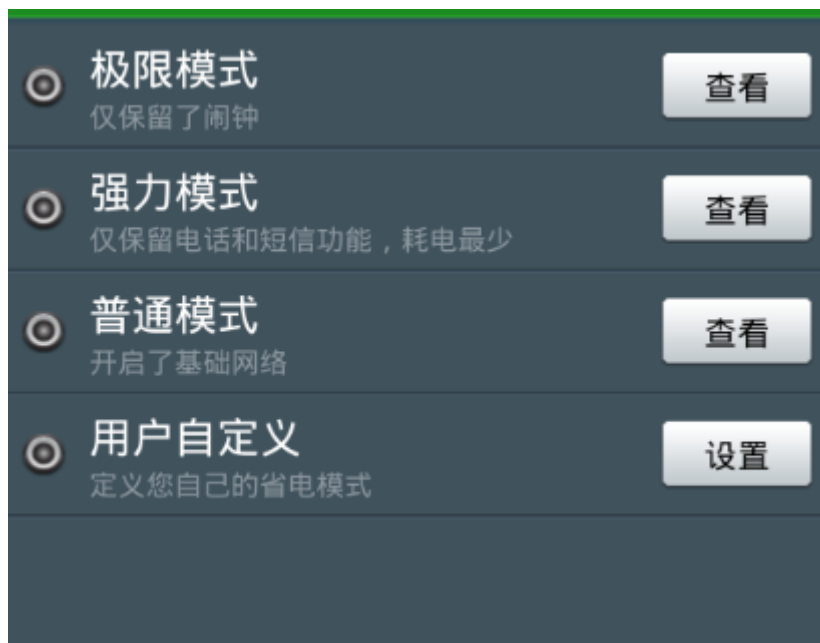 极限模式
仅保留了闹钟
查看
强力模式
仅保留电话和短信功能，耗电最少
查看
普通模式
开启了基础网络
查看
用户自定义
定义您自己的省电模式
设置